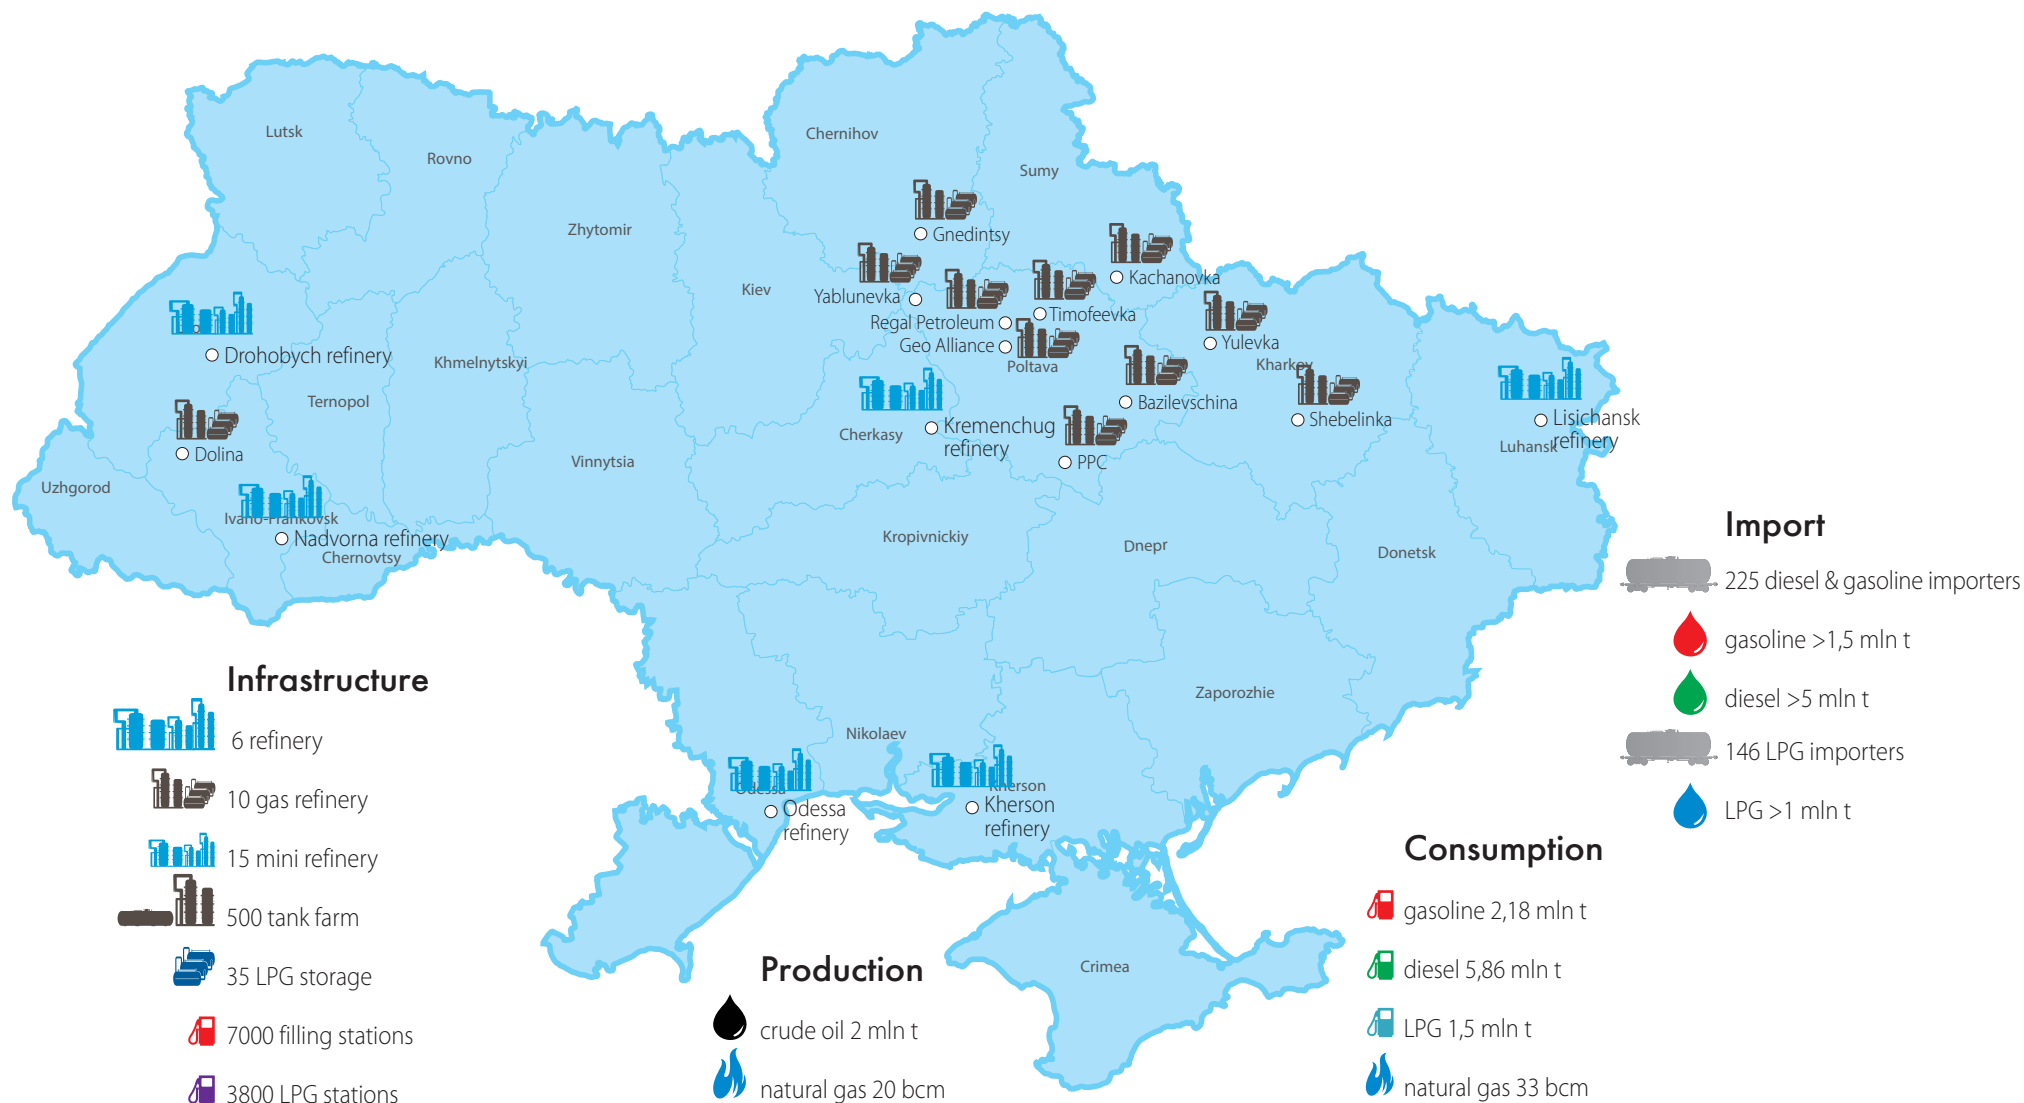 Chernihov
Lutsk
Rovno
Sumy
Zhytomir
Gnedintsy
Kachanovka
Kiev
Yablunevka
Regal Petroleum
Timofeevka
Geo Alliance
Yulevka
Poltava
Kharkov
Drohobych refinery
Khmelnytskyi
Ternopol
Bazilevschina
Shebelinka
Lisichansk
refinery
Luhansk
Cherkasy
Kremenchug
refinery
Dolina
Vinnytsia
PPC
Uzhgorod
Ivano-Frankovsk
Nadvorna refinery
Chernovtsy
Kropivnickiy
Dnepr
Donetsk
Zaporozhie
Nikolaev
Odessa
Odessa
refinery
Kherson
Kherson
refinery
Crimea
Import
225 diesel & gasoline importers
gasoline >1,5 mln t
diesel >5 mln t
146 LPG importers
LPG >1 mln t
Infrastructure
6 refinery
10 gas refinery
15 mini refinery
500 tank farm
35 LPG storage
7000 filling stations
3800 LPG stations
Production
crude oil 2 mln t
natural gas 20 bcm
Consumption
gasoline 2,18 mln t
diesel 5,86 mln t
LPG 1,5 mln t
natural gas 33 bcm